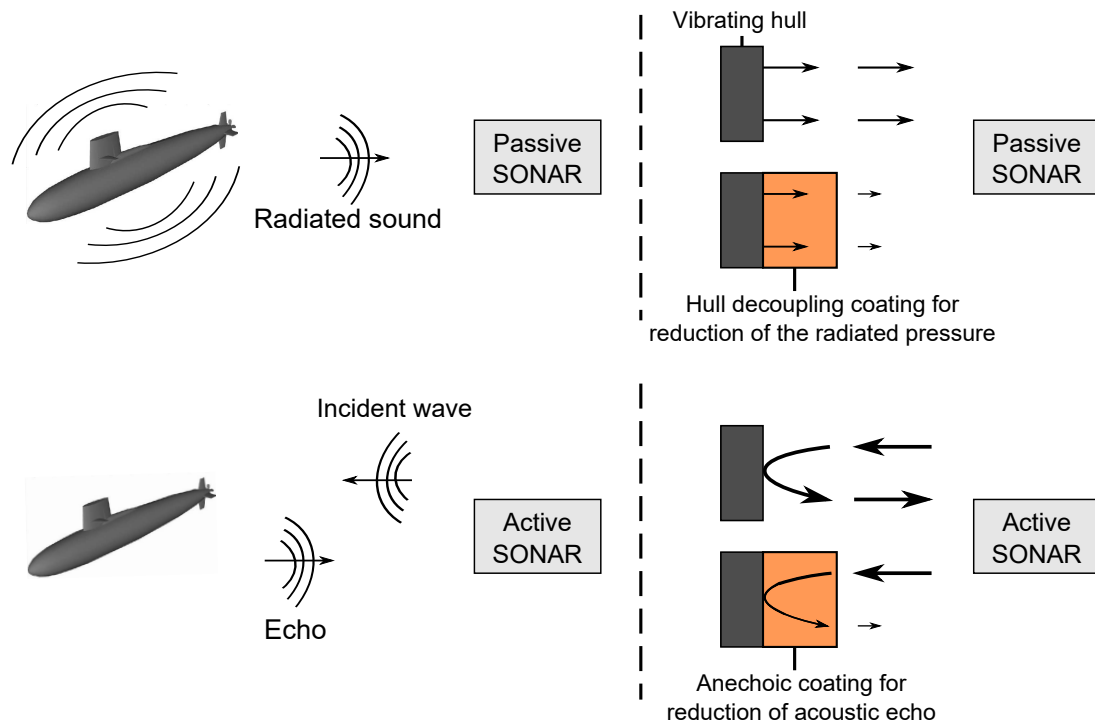 Vibrating hull
Passive
SONAR
Radiated sound
Passive
SONAR
Hull decoupling coating for
reduction of the radiated pressure
Incident wave
Active
SONAR
Echo
Active
SONAR
Anechoic coating for
reduction of acoustic echo